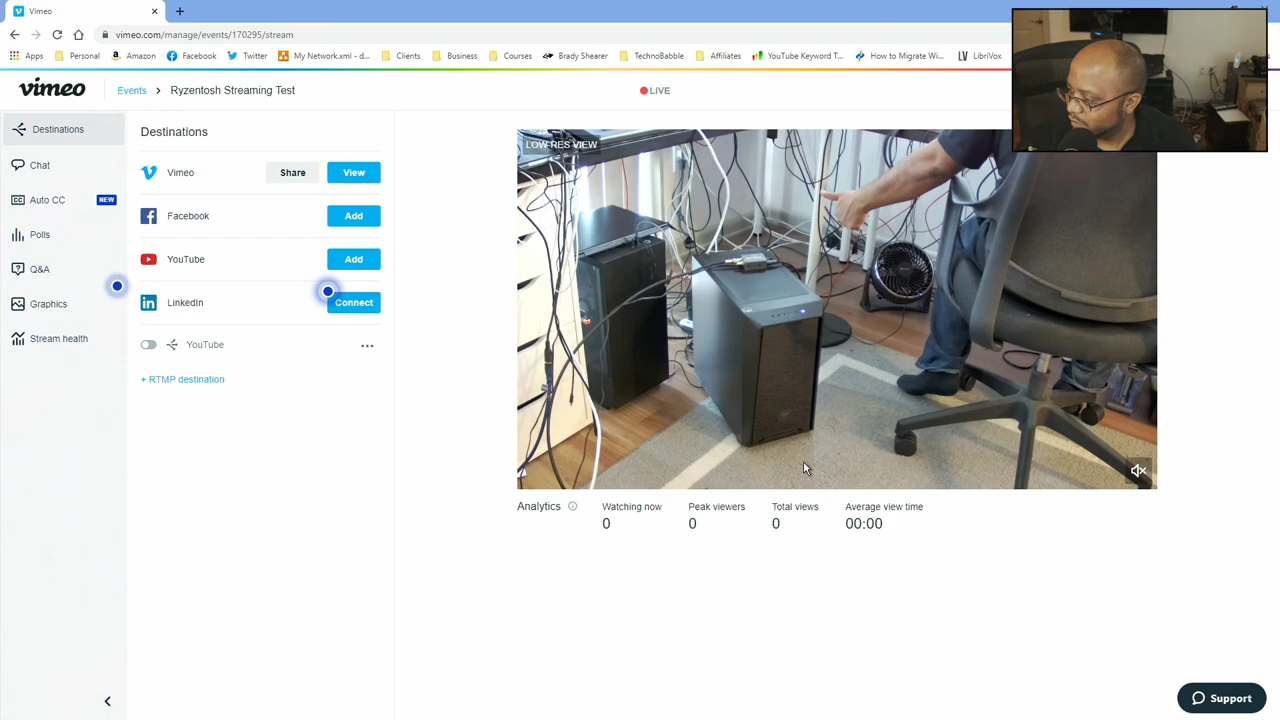 Vimeo
vimeo.com/manage/events/170295/stream
Apps Personal Amazon Facebook Twitter My Network.xml - d... Clients Business Courses Brady Shearer TechnoBabble Affiliates YouTube Keyword T... How to Migrate Wi... LibriVox
vimeo Events Ryzentosh Streaming Test LIVE
Destinations
Chat
Auto CC NEW
Polls
Q&A
Graphics
Stream health
Destinations
Vimeo Share View
Facebook Add
YouTube Add
LinkedIn Connect
YouTube
+ RTMP destination
LOW RES VIEW
Analytics
Watching now
0
Peak viewers
0
Total views
0
Average view time
00:00
Support